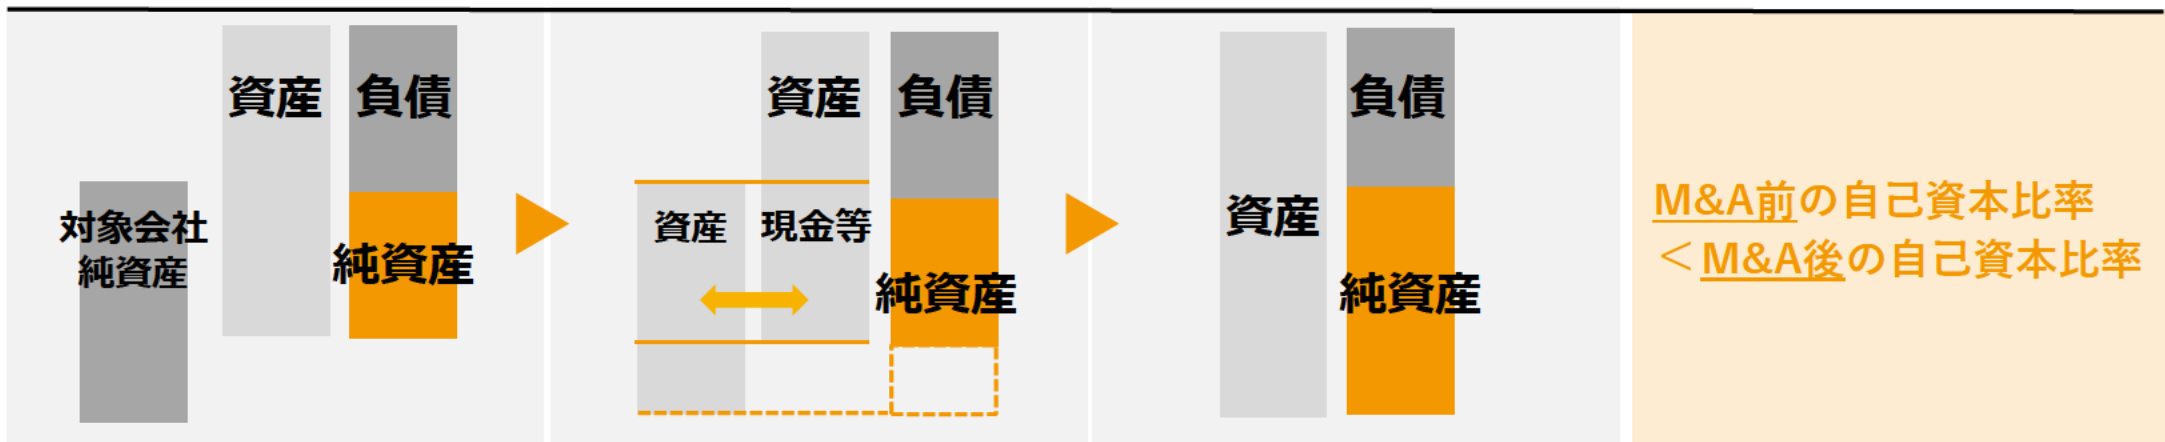 対象会社
純資産
資産
負債
純資産
資産
現金等
資産
負債
純資産
資産
負債
純資産
M&A前の自己資本比率
＜M&A後の自己資本比率